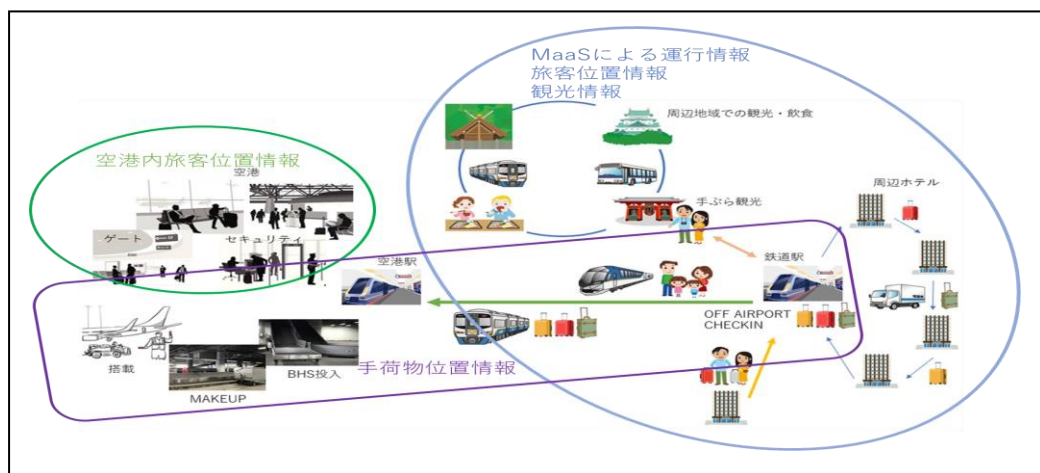 MaaSによる運行情報
旅客位置情報
観光情報
周辺地域での観光・飲食
空港内旅客位置情報
空港
周辺ホテル
手ぶら観光
ゲート
セキュリティ
空港駅
鉄道駅
OFF AIRPORT
CHECKIN
搭載
BHS投入
手荷物位置情報
MAKEUP